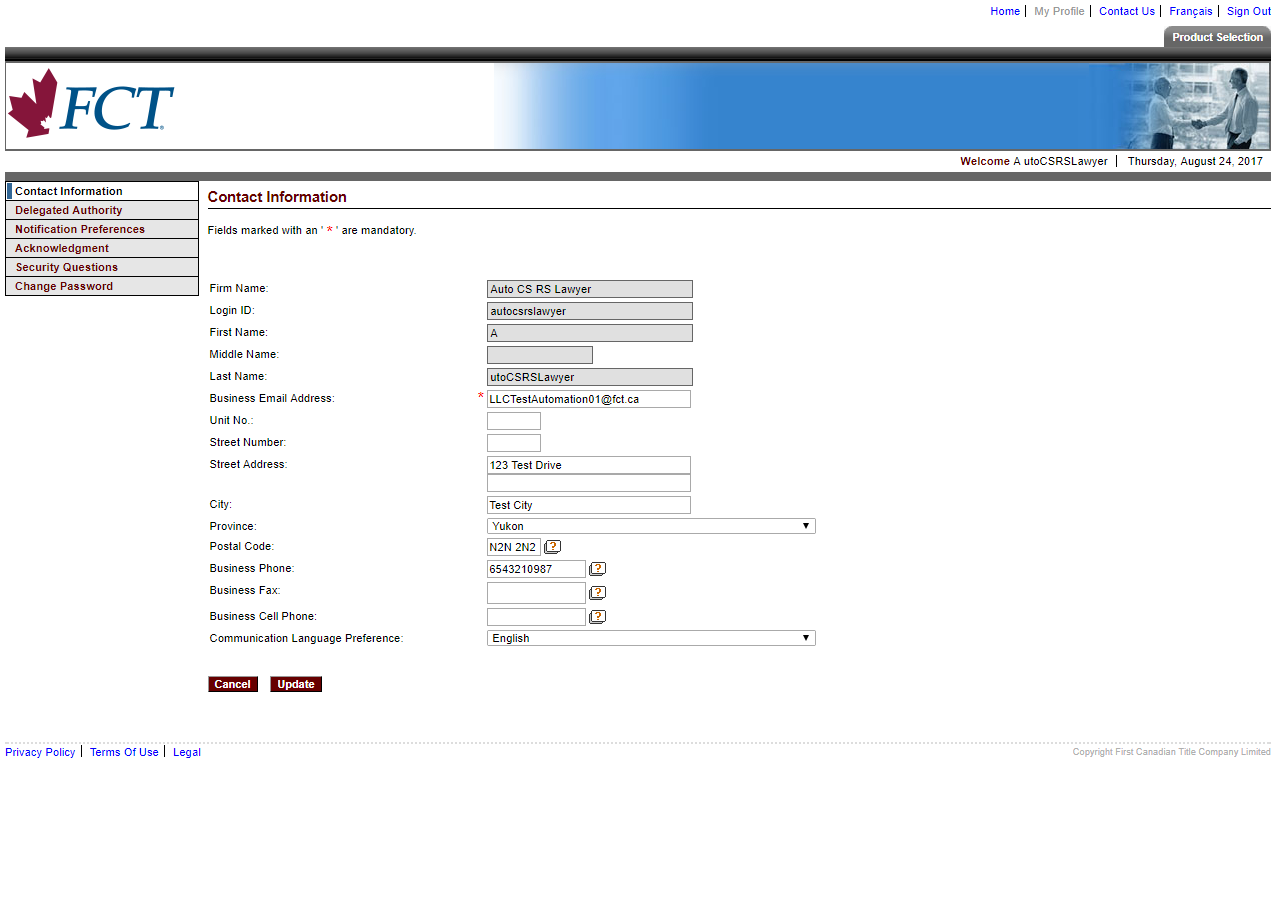 Home | My Profile | Contact Us | Français | Sign Out
Product Selection
FCT
Welcome A utoCSRSLawyer | Thursday, August 24, 2017
Contact Information
Delegated Authority
Notification Preferences
Acknowledgment
Security Questions
Change Password
Contact Information
Fields marked with an ' * ' are mandatory.
Firm Name: Auto CS RS Lawyer
Login ID: autocsrslawyer
First Name: A
Middle Name:
Last Name: utoCSRSLawyer
Business Email Address: * LLCTestAutomation01@fct.ca
Unit No.:
Street Number:
Street Address: 123 Test Drive
City: Test City
Province: Yukon
Postal Code: N2N 2N2 ?
Business Phone: 6543210987 ?
Business Fax: ?
Business Cell Phone: ?
Communication Language Preference: English
Cancel Update
Privacy Policy | Terms Of Use | Legal
Copyright First Canadian Title Company Limited